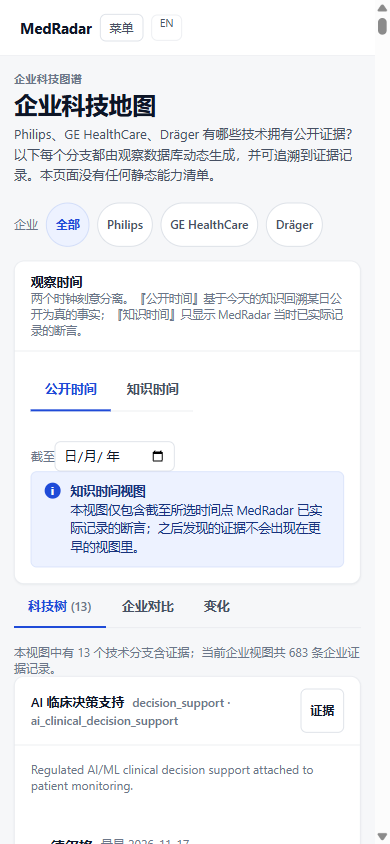 MedRadar 菜单 EN
企业科技图谱
企业科技地图
Philips、GE HealthCare、Dräger 有哪些技术拥有公开证据？
以下每个分支都由观察数据库动态生成，并可追溯到证据记
录。本页面没有任何静态能力清单。
企业 全部 Philips GE HealthCare Dräger
观察时间
两个时钟刻意分离。『公开时间』基于今天的知识回溯某日公
开为真的事实；『知识时间』只显示 MedRadar 当时已实际记
录的断言。
公开时间 知识时间
截至 日/月/年
知识时间视图
本视图仅包含截至所选时间点 MedRadar 已实
际记录的断言；之后发现的证据不会出现在更
早的视图里。
科技树 (13) 企业对比 变化
本视图中有 13 个技术分支含证据；当前企业视图共 683 条企业证
据记录。
AI 临床决策支持 decision_support ·
ai_clinical_decision_support
证据
Regulated AI/ML clinical decision support attached to
patient monitoring.
德尔格 2026-11-17